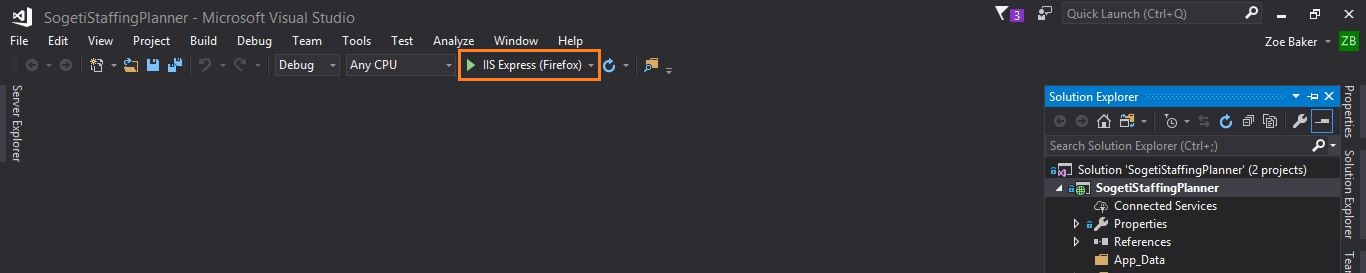 SogetiStaffingPlanner - Microsoft Visual Studio
3
Quick Launch (Ctrl+Q)
File Edit View Project Build Debug Team Tools Test Analyze Window Help
Zoe Baker ZB
Debug Any CPU IIS Express (Firefox)
Server Explorer
Solution Explorer
Search Solution Explorer (Ctrl+;)
Solution 'SogetiStaffingPlanner' (2 projects)
SogetiStaffingPlanner
Connected Services
Properties
References
App_Data
Properties
Solution Explorer